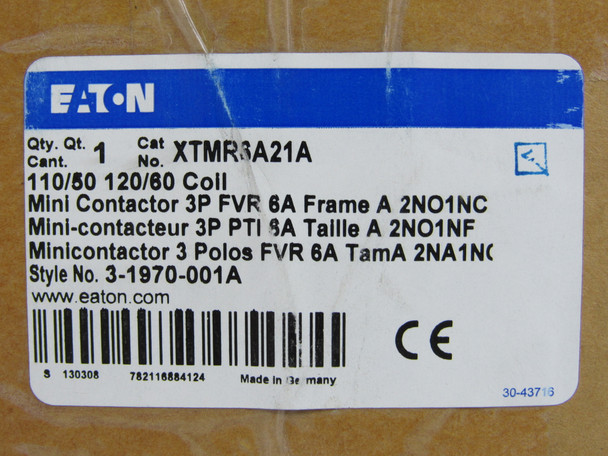 EATON
Qty. Qt. Cant. 1 Cat No. XTMR6A21A
110/50 120/60 Coil
Mini Contactor 3P FVR 6A Frame A 2NO1NC
Mini-contacteur 3P PTI 6A Taille A 2NO1NF
Minicontactor 3 Polos FVR 6A TamA 2NA1NC
Style No. 3-1970-001A
www.eaton.com
S 130308 782116884124 Made in Germany
CE
30-43716